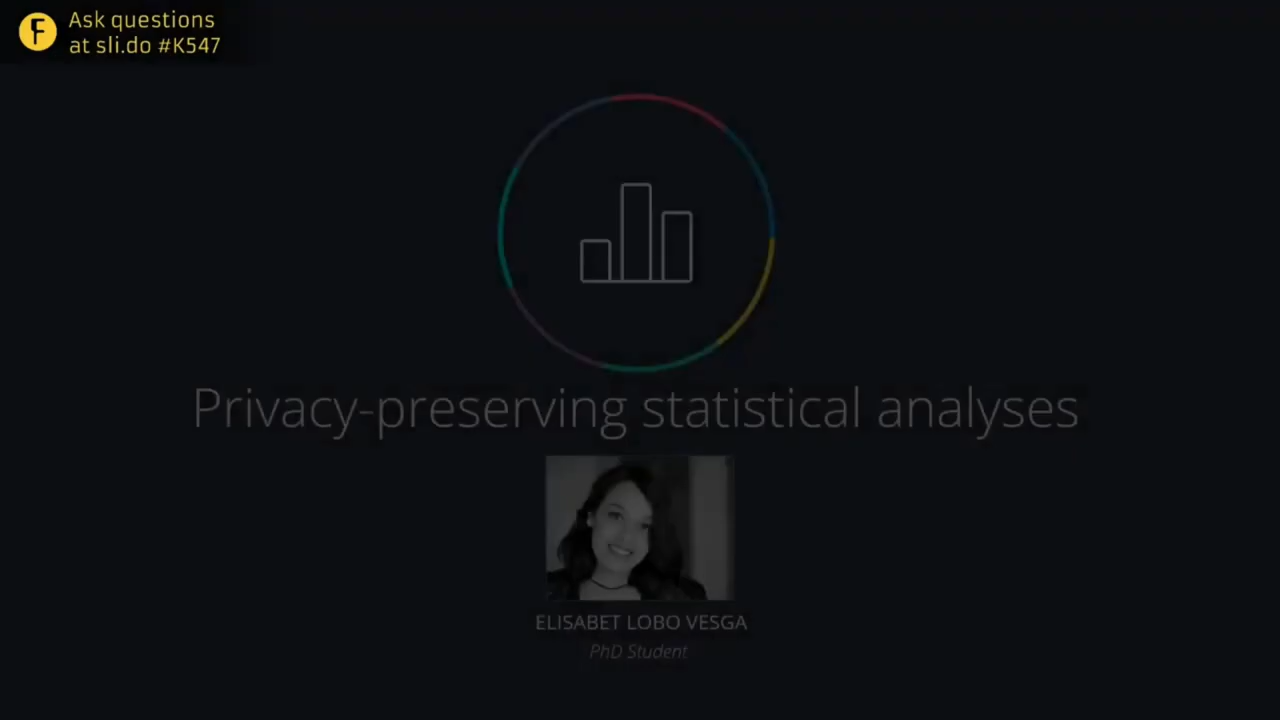 F
Ask questions
at sli.do #K547
Privacy-preserving statistical analyses
ELISABET LOBO VESGA
PhD Student